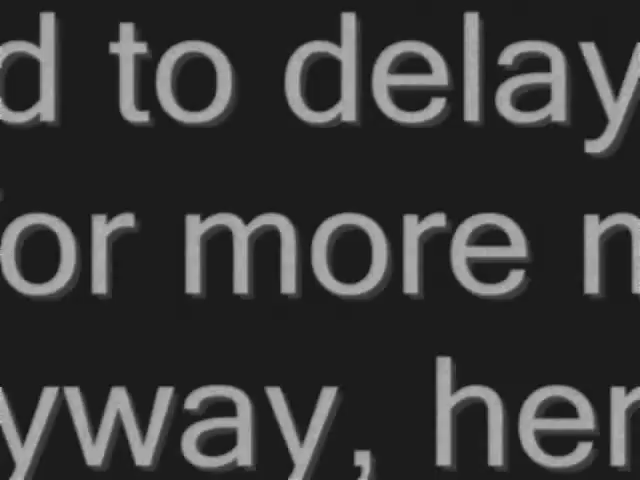 d to delay
or more m
yway, her